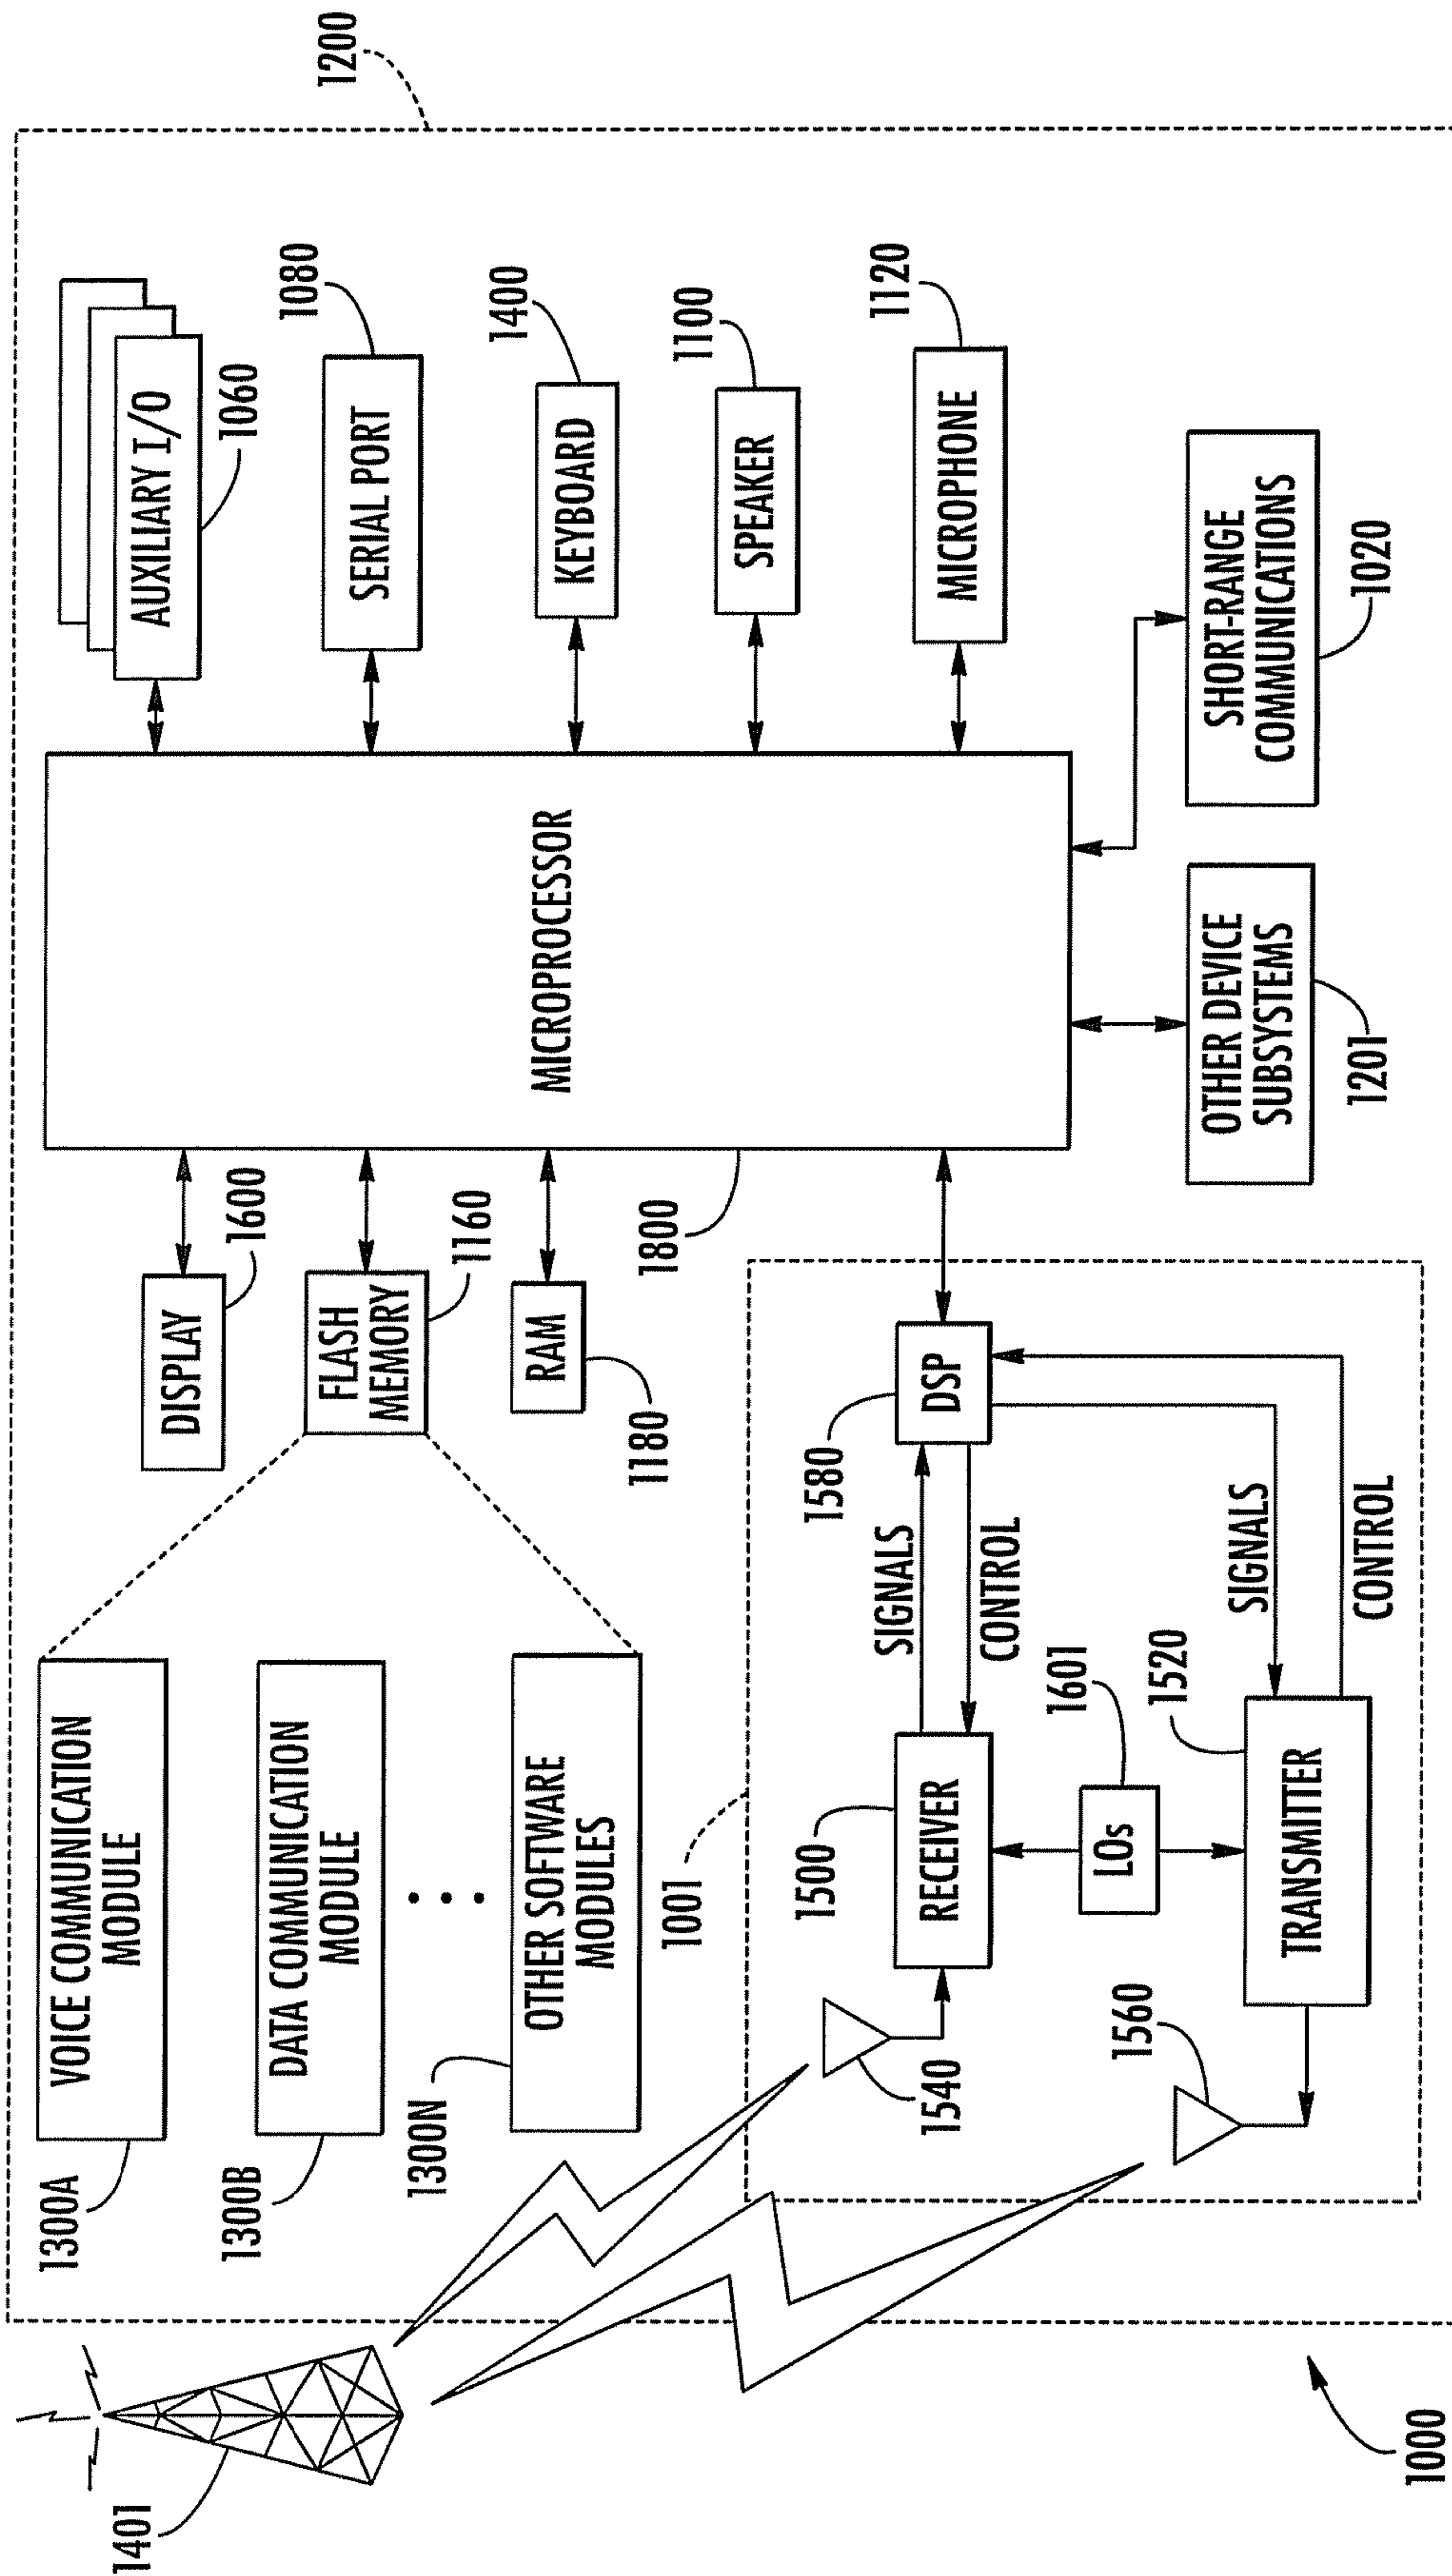 1200
AUXILIARY I/O
1060
SERIAL PORT
1080
KEYBOARD
1400
SPEAKER
1100
MICROPHONE
1120
SHORT-RANGE
COMMUNICATIONS
1020
MICROPROCESSOR
1800
OTHER DEVICE
SUBSYSTEMS
1201
DISPLAY
1600
FLASH
MEMORY
1160
RAM
1180
VOICE COMMUNICATION
MODULE
1300A
DATA COMMUNICATION
MODULE
1300B
OTHER SOFTWARE
MODULES
1300N
1001
DSP
1580
SIGNALS
CONTROL
RECEIVER
1500
1540
LOs
1601
SIGNALS
CONTROL
TRANSMITTER
1520
1560
1401
1000